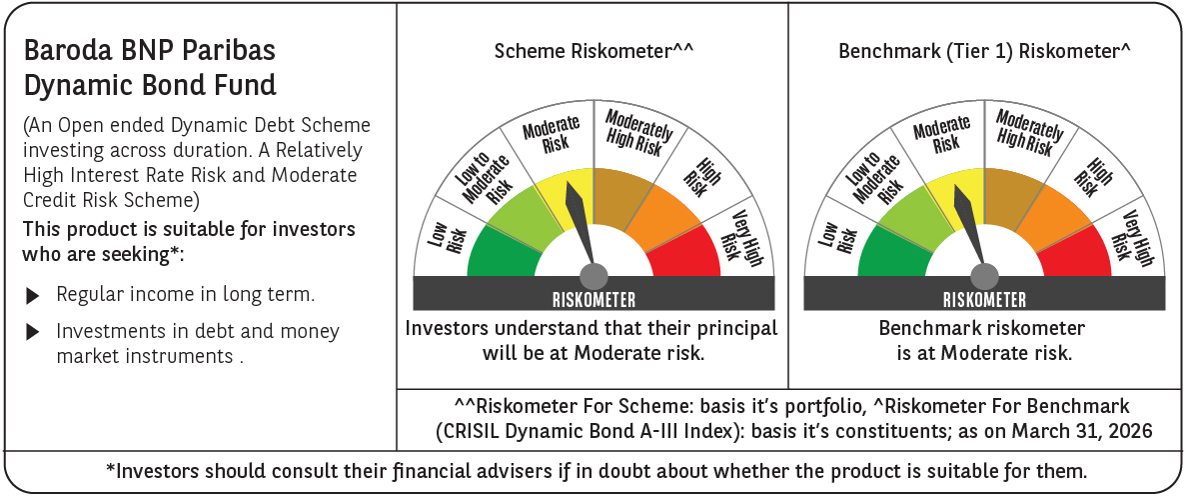 Baroda BNP Paribas
Dynamic Bond Fund
(An Open ended Dynamic Debt Scheme
investing across duration. A Relatively
High Interest Rate Risk and Moderate
Credit Risk Scheme)
This product is suitable for investors
who are seeking*:
Regular income in long term.
Investments in debt and money
market instruments .
Scheme Riskometer^^
Low
Risk
Low to
Moderate
Risk
Moderate
Risk
Moderately
High Risk
High
Risk
Very High
Risk
RISKOMETER
Investors understand that their principal
will be at Moderate risk.
Benchmark (Tier 1) Riskometer^
Low
Risk
Low to
Moderate
Risk
Moderate
Risk
Moderately
High Risk
High
Risk
Very High
Risk
RISKOMETER
Benchmark riskometer
is at Moderate risk.
^^Riskometer For Scheme: basis it's portfolio, ^Riskometer For Benchmark
(CRISIL Dynamic Bond A-III Index): basis it's constituents; as on March 31, 2026
*Investors should consult their financial advisers if in doubt about whether the product is suitable for them.